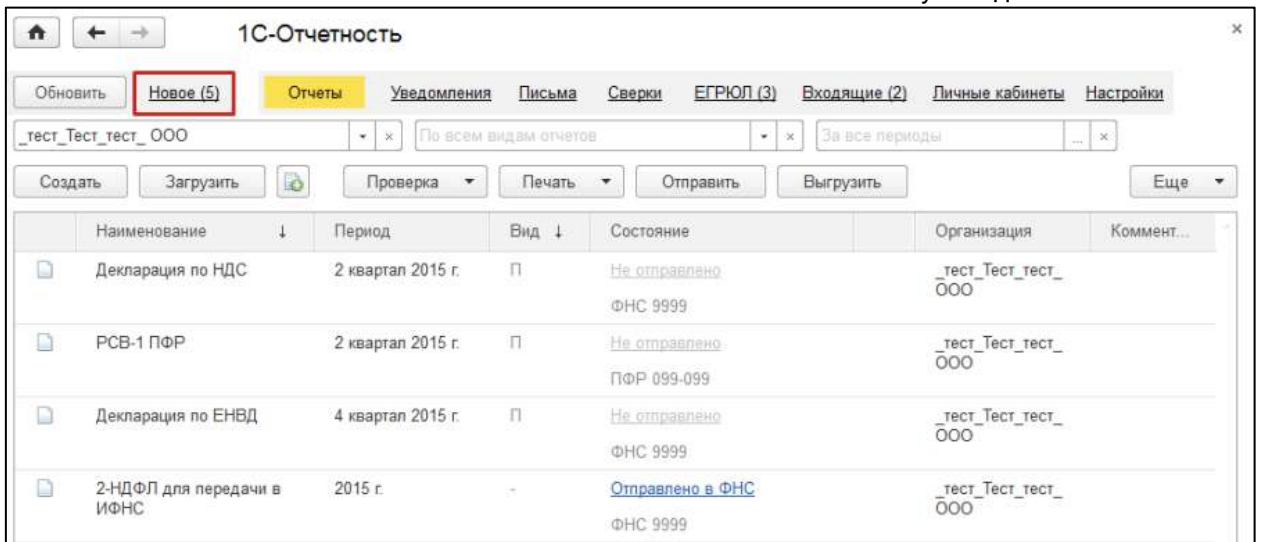 1С-Отчетность
Обновить Новое (5) Отчеты Уведомления Письма Сверки ЕГРЮЛ (3) Входящие (2) Личные кабинеты Настройки
_тест_Тест_тест_ ООО По всем видам отчетов За все периоды
Создать Загрузить Проверка Печать Отправить Выгрузить Еще
Наименование ↓ Период Вид ↓ Состояние Организация Коммент...
Декларация по НДС 2 квартал 2015 г. П Не отправлено _тест_Тест_тест_
ООО
ФНС 9999
РСВ-1 ПФР 2 квартал 2015 г. П Не отправлено _тест_Тест_тест_
ООО
ПФР 099-099
Декларация по ЕНВД 4 квартал 2015 г. П Не отправлено _тест_Тест_тест_
ООО
ФНС 9999
2-НДФЛ для передачи в 2015 г. - Отправлено в ФНС _тест_Тест_тест_
ИФНС ООО
ФНС 9999